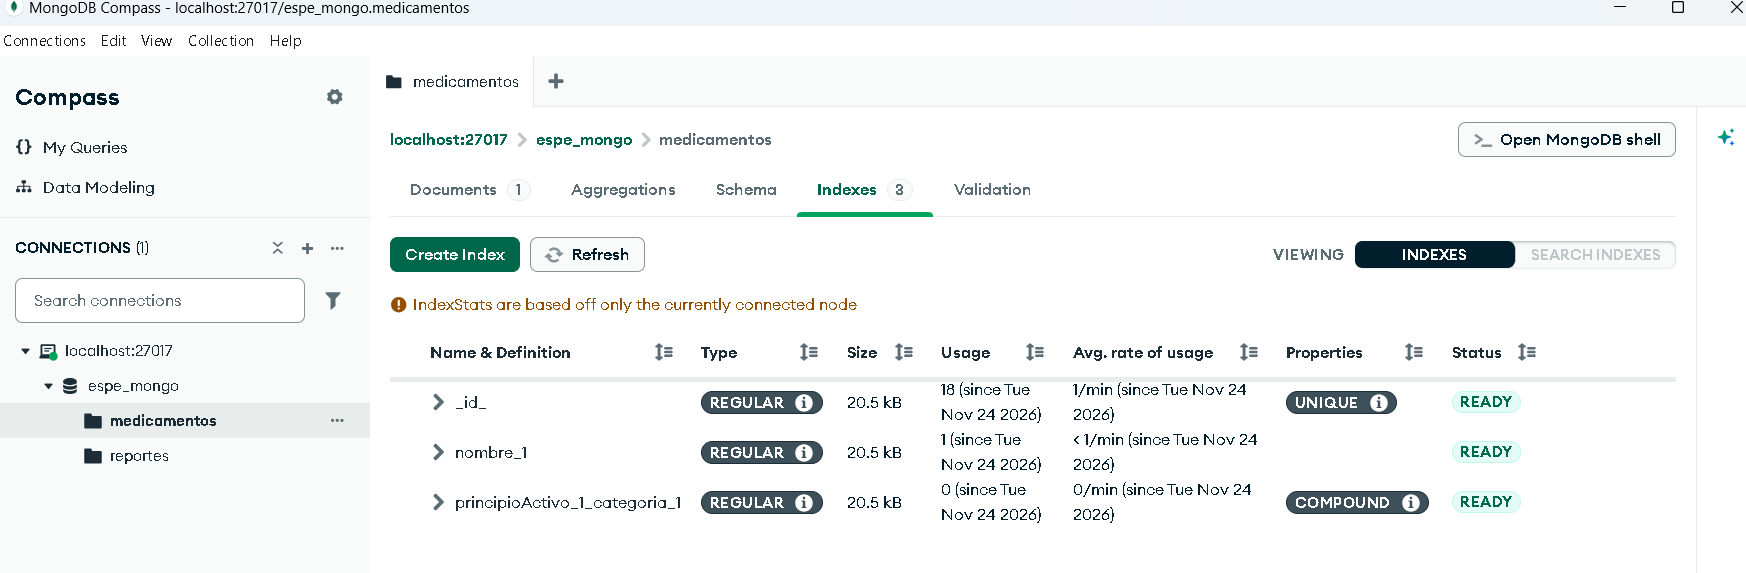 MongoDB Compass - localhost:27017/espe_mongo.medicamentos
Connections Edit View Collection Help
Compass
My Queries
Data Modeling
CONNECTIONS (1)
Search connections
localhost:27017
espe_mongo
medicamentos
reportes
medicamentos
localhost:27017 > espe_mongo > medicamentos
>_ Open MongoDB shell
Documents 1 Aggregations Schema Indexes 3 Validation
Create Index Refresh
VIEWING INDEXES SEARCH INDEXES
IndexStats are based off only the currently connected node
Name & Definition Type Size Usage Avg. rate of usage Properties Status
_id_ REGULAR 20.5 kB 18 (since Tue Nov 24 2026) 1/min (since Tue Nov 24 2026) UNIQUE READY
nombre_1 REGULAR 20.5 kB 1 (since Tue Nov 24 2026) < 1/min (since Tue Nov 24 2026) READY
principioActivo_1_categoria_1 REGULAR 20.5 kB 0 (since Tue Nov 24 2026) 0/min (since Tue Nov 24 2026) COMPOUND READY